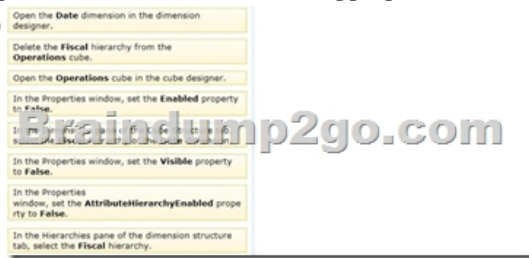 Open the Date dimension in the dimension
designer.
Delete the Fiscal hierarchy from the
Operations cube.
Open the Operations cube in the cube designer.
In the Properties window, set the Enabled property
to False.
Braindump2go.com
In the Properties window, set the Visible property
to False.
In the Properties
window, set the AttributeHierarchyEnabled prope
rty to False.
In the Hierarchies pane of the dimension structure
tab, select the Fiscal hierarchy.